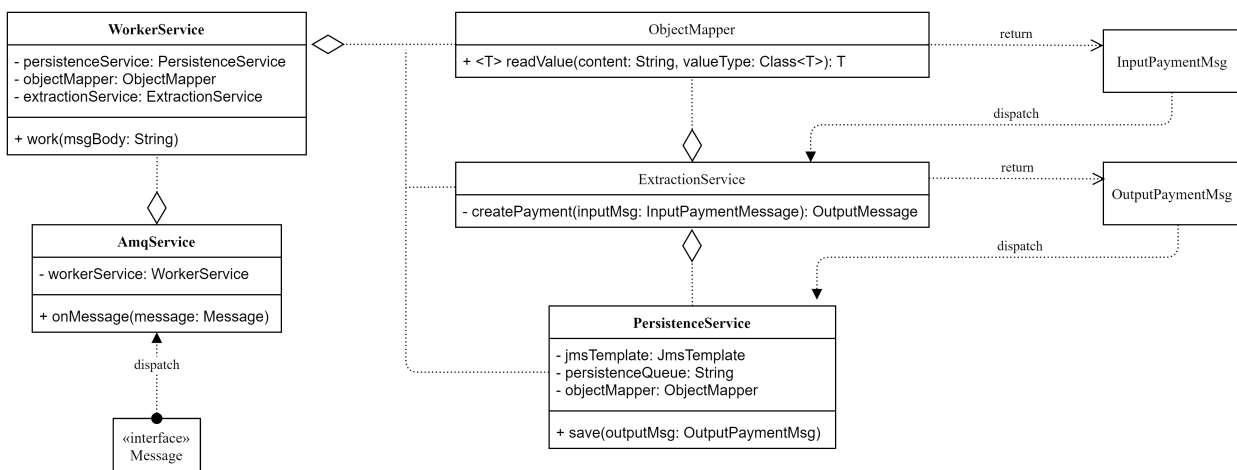 WorkerService
- persistenceService: PersistenceService
- objectMapper: ObjectMapper
- extractionService: ExtractionService
+ work(msgBody: String)
AmqService
- workerService: WorkerService
+ onMessage(message: Message)
dispatch
«interface»
Message
ObjectMapper
+ <T> readValue(content: String, valueType: Class<T>): T
return
InputPaymentMsg
dispatch
ExtractionService
- createPayment(inputMsg: InputPaymentMessage): OutputMessage
return
OutputPaymentMsg
dispatch
PersistenceService
- jmsTemplate: JmsTemplate
- persistenceQueue: String
- objectMapper: ObjectMapper
+ save(outputMsg: OutputPaymentMsg)